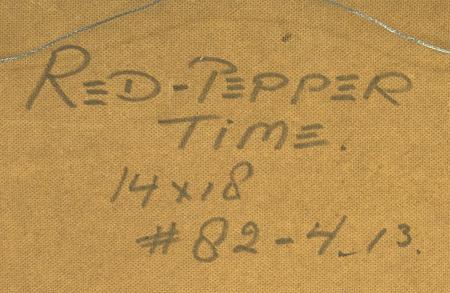 RED-PEPPER
TIME.
14x18
#82-4-13.